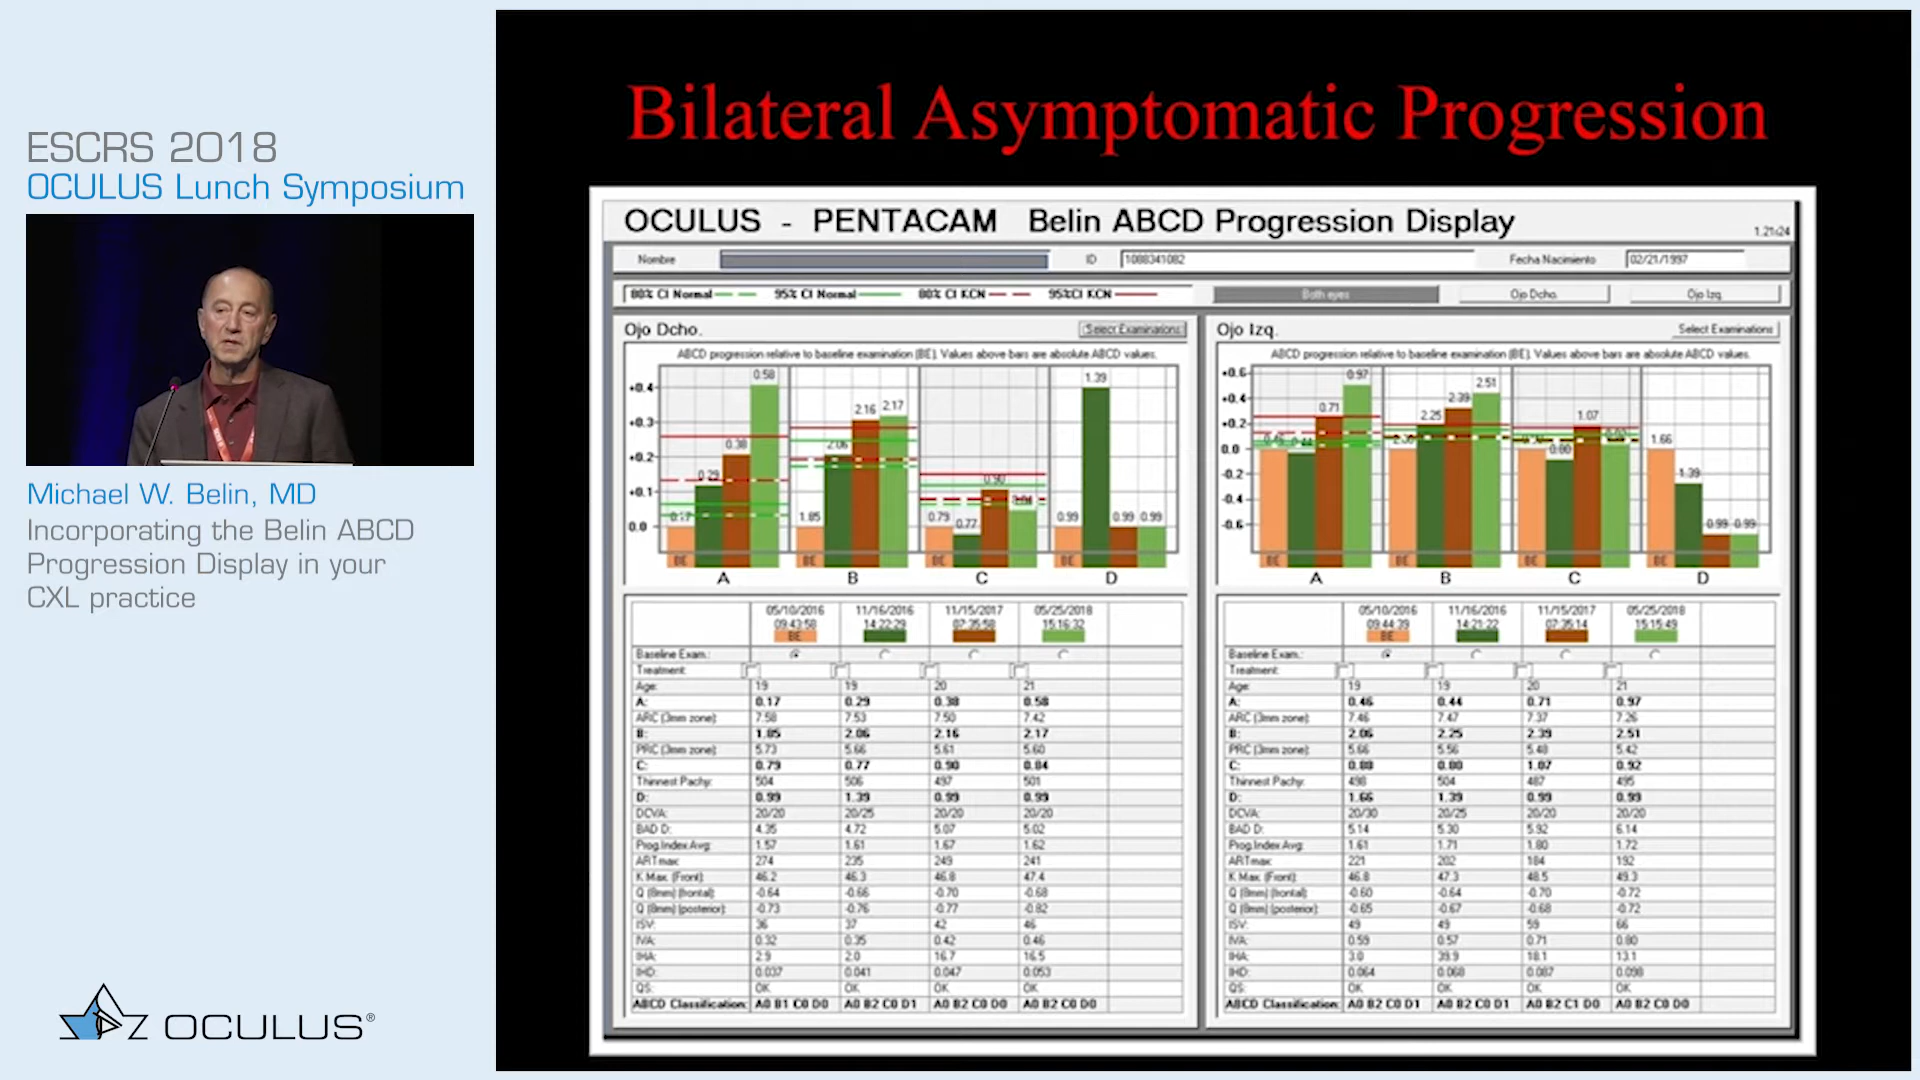 ESCRS 2018
OCULUS Lunch Symposium
Michael W. Belin, MD
Incorporating the Belin ABCD
Progression Display in your
CXL practice
OCULUS®
Bilateral Asymptomatic Progression
OCULUS - PENTACAM Belin ABCD Progression Display
1.21r24
Nombre ID 1088341082 Fecha Nacimiento 02/21/1997
80% CI Normal 95% CI Normal 80% CI KCN 95%CI KCN Both eyes Ojo Dcho. Ojo Izq.
Ojo Dcho. Select Examinations
ABCD progression relative to baseline examination (BE). Values above bars are absolute ABCD values.
+0.4 +0.3 +0.2 +0.1 0.0
0.17 0.29 0.38 0.58
1.85 2.06 2.16 2.17
0.79 0.77 0.90 0.84
0.99 1.39 0.99 0.99
BE BE BE BE
A B C D
05/10/2016 11/16/2016 11/15/2017 05/25/2018
09:43:58 14:22:29 07:35:58 15:16:32
BE
Baseline Exam.:
Treatment:
Age: 19 19 20 21
A: 0.17 0.29 0.38 0.58
ARC (3mm zone): 7.58 7.53 7.50 7.42
B: 1.85 2.06 2.16 2.17
PRC (3mm zone): 5.73 5.66 5.61 5.60
C: 0.79 0.77 0.90 0.84
Thinnest Pachy: 504 506 497 501
D: 0.99 1.39 0.99 0.99
DCVA: 20/20 20/25 20/20 20/20
BAD D: 4.35 4.72 5.07 5.02
Prog.Index Avg: 1.57 1.61 1.67 1.62
ARTmax: 274 235 249 241
K Max. (Front): 46.2 46.3 46.8 47.4
Q (8mm) (frontal): -0.64 -0.66 -0.70 -0.68
Q (8mm) (posterior): -0.73 -0.76 -0.77 -0.82
ISV: 36 37 42 46
IVA: 0.32 0.35 0.42 0.46
IHA: 2.9 2.0 16.7 16.5
IHD: 0.037 0.041 0.047 0.053
QS: OK OK OK OK
ABCD Classification: A0 B1 C0 D0 A0 B2 C0 D1 A0 B2 C0 D0 A0 B2 C0 D0
Ojo Izq. Select Examinations
ABCD progression relative to baseline examination (BE). Values above bars are absolute ABCD values.
+0.6 +0.4 +0.2 0.0 -0.2 -0.4 -0.6
0.44 0.71 0.97
2.25 2.39 2.51
0.80 1.07 0.92
1.66 1.39 0.99 0.99
BE BE BE BE
A B C D
05/10/2016 11/16/2016 11/15/2017 05/25/2018
09:44:39 14:21:22 07:35:14 15:15:49
BE
Baseline Exam.:
Treatment:
Age: 19 19 20 21
A: 0.46 0.44 0.71 0.97
ARC (3mm zone): 7.46 7.47 7.37 7.26
B: 2.06 2.25 2.39 2.51
PRC (3mm zone): 5.66 5.56 5.48 5.42
C: 0.80 1.07 0.92
Thinnest Pachy: 498 504 487 495
D: 1.66 1.39 0.99 0.99
DCVA: 20/30 20/25 20/20 20/20
BAD D: 5.14 5.30 5.92 6.14
Prog.Index Avg: 1.61 1.71 1.80 1.72
ARTmax: 221 202 184 192
K Max. (Front): 46.8 47.3 48.5 49.3
Q (8mm) (frontal): -0.60 -0.64 -0.70 -0.72
Q (8mm) (posterior): -0.65 -0.67 -0.68 -0.72
ISV: 49 49 59 66
IVA: 0.59 0.57 0.71 0.80
IHA: 3.0 39.9 18.1 13.1
IHD: 0.064 0.068 0.087 0.098
QS: OK OK OK OK
ABCD Classification: A0 B2 C0 D1 A0 B2 C0 D1 A0 B2 C1 D0 A0 B2 C0 D0